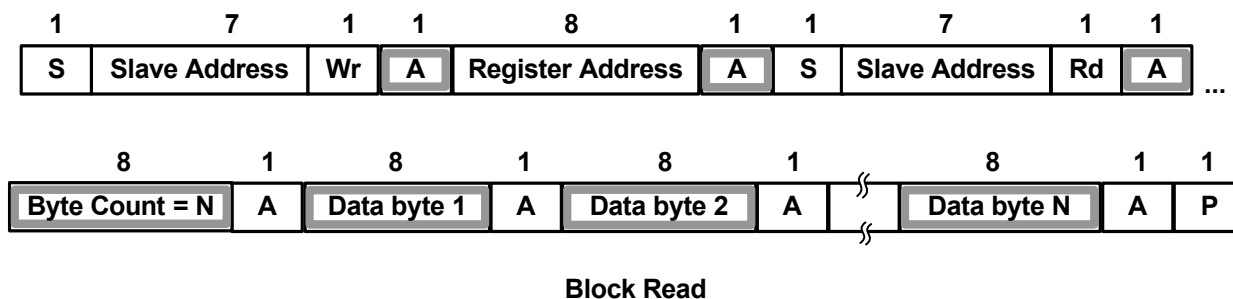 1 7 1 1 8 1 1 7 1 1
S Slave Address Wr A Register Address A S Slave Address Rd A ...
8 1 8 1 8 1 8 1 1
Byte Count = N A Data byte 1 A Data byte 2 A Data byte N A P
Block Read